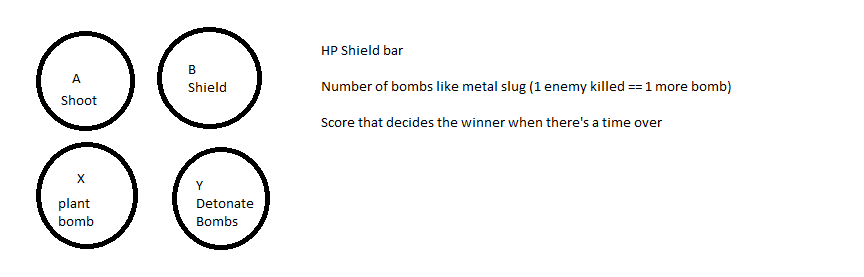 A
Shoot
B
Shield
X
plant
bomb
Y
Detonate
Bombs
HP Shield bar
Number of bombs like metal slug (1 enemy killed == 1 more bomb)
Score that decides the winner when there's a time over